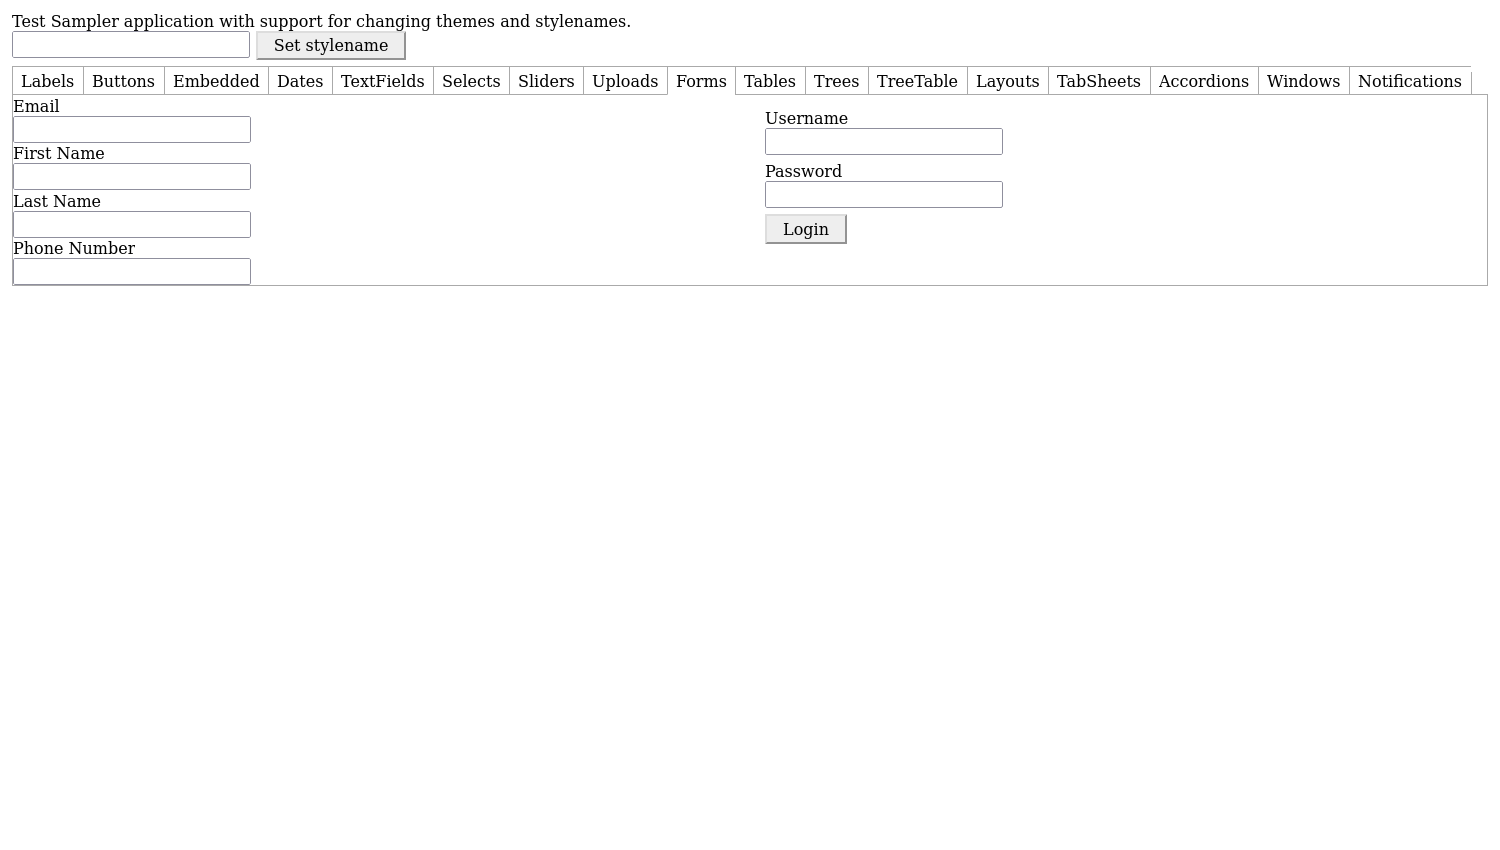 Test Sampler application with support for changing themes and stylenames.
Set stylename
Labels Buttons Embedded Dates TextFields Selects Sliders Uploads Forms Tables Trees TreeTable Layouts TabSheets Accordions Windows Notifications
Email
First Name
Last Name
Phone Number
Username
Password
Login